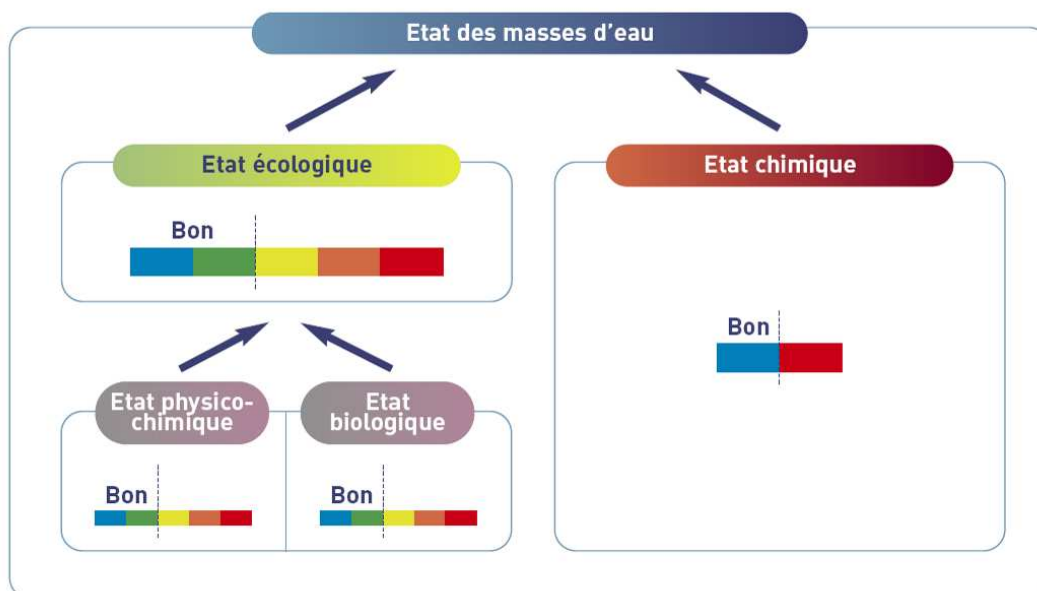 Etat des masses d'eau
Etat écologique
Etat chimique
Bon
Bon
Etat physico-
chimique
Etat
biologique
Bon
Bon